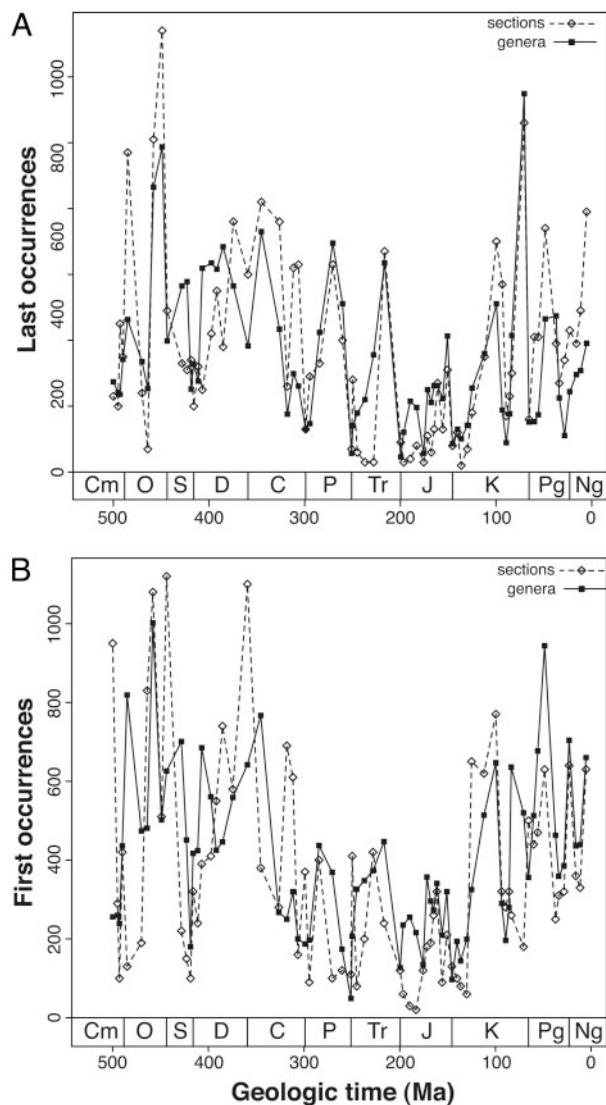 A
sections
genera
Last occurrences
1000
800
600
400
200
0
Cm O S D C P Tr J K Pg Ng
500 400 300 200 100 0
B
sections
genera
First occurrences
1000
800
600
400
200
0
Cm O S D C P Tr J K Pg Ng
500 400 300 200 100 0
Geologic time (Ma)